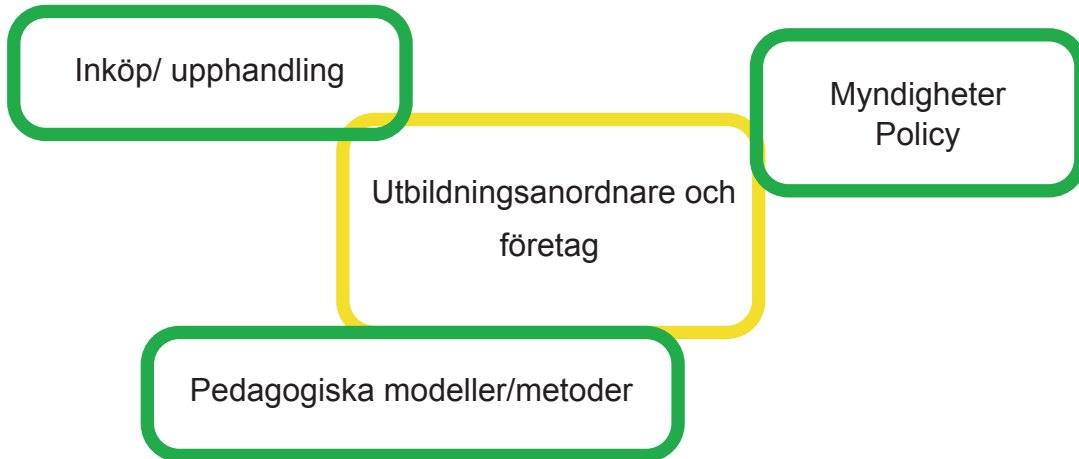 Inköp/ upphandling
Myndigheter
Policy
Utbildningsanordnare och
företag
Pedagogiska modeller/metoder